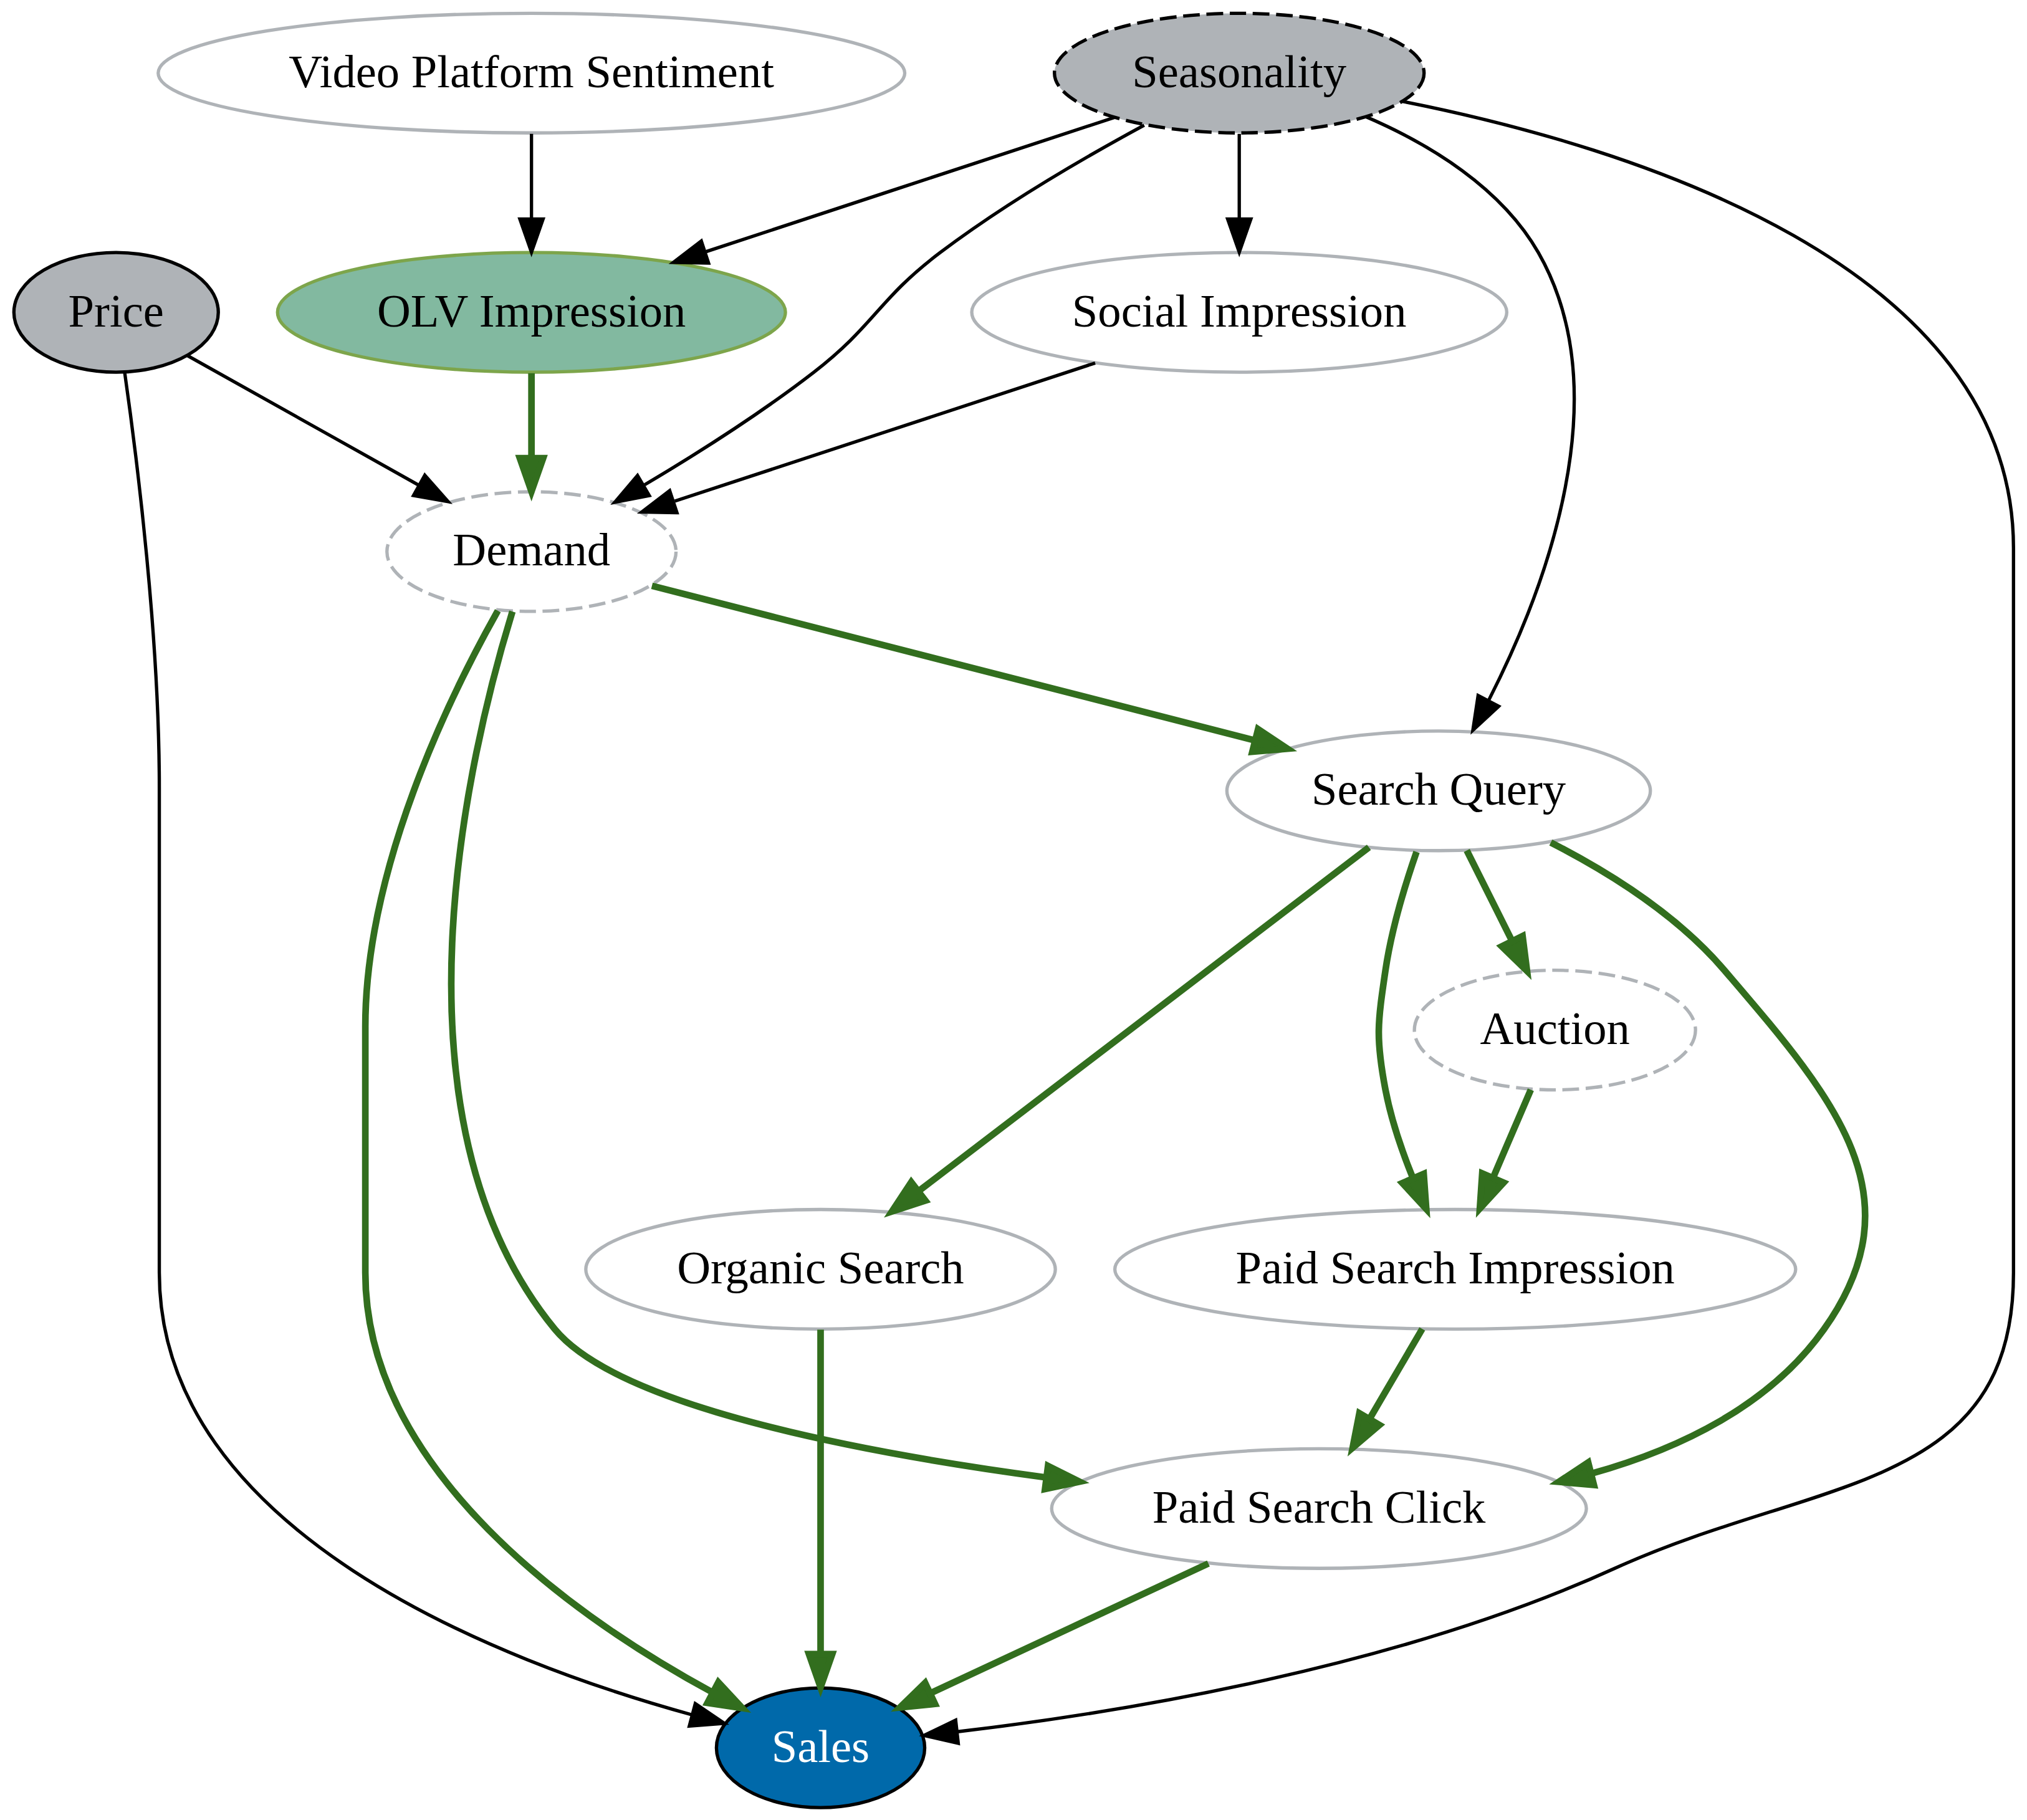 Video Platform Sentiment
Seasonality
Price
OLV Impression
Social Impression
Demand
Search Query
Auction
Organic Search
Paid Search Impression
Paid Search Click
Sales